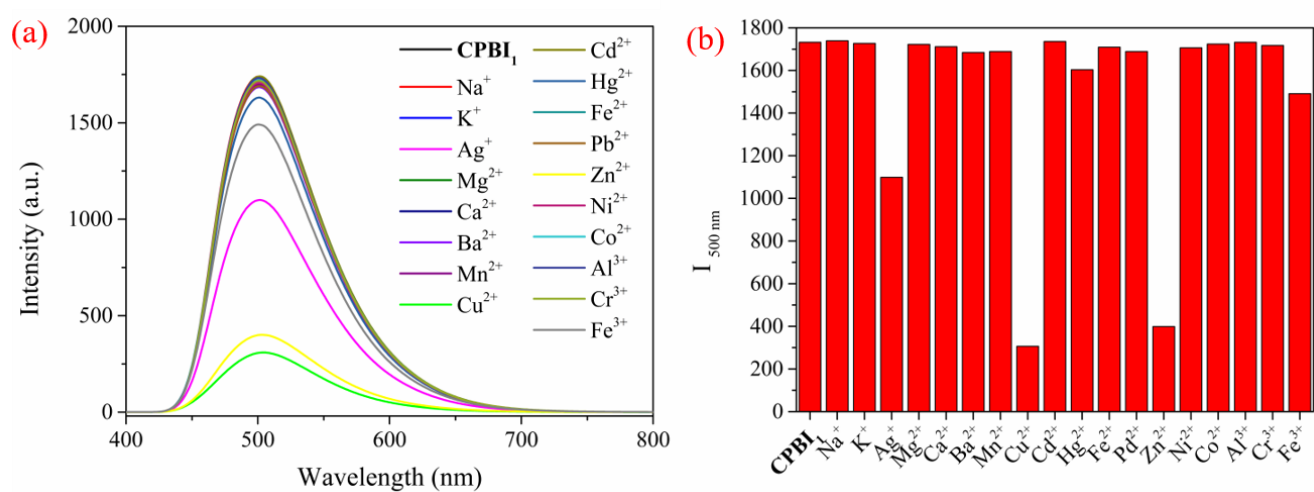 (a)
2000
1500
1000
500
0
Intensity (a.u.)
400 500 600 700 800
Wavelength (nm)
CPBI₁
Na⁺
K⁺
Ag⁺
Mg²⁺
Ca²⁺
Ba²⁺
Mn²⁺
Cu²⁺
Cd²⁺
Hg²⁺
Fe²⁺
Pb²⁺
Zn²⁺
Ni²⁺
Co²⁺
Al³⁺
Cr³⁺
Fe³⁺
(b)
1800
1600
1400
1200
1000
800
600
400
200
0
I 500 nm
CPBI₁ Na⁺ K⁺ Ag⁺ Mg²⁺ Ca²⁺ Ba²⁺ Mn²⁺ Cu²⁺ Cd²⁺ Hg²⁺ Fe²⁺ Pd²⁺ Zn²⁺ Ni²⁺ Co²⁺ Al³⁺ Cr³⁺ Fe³⁺